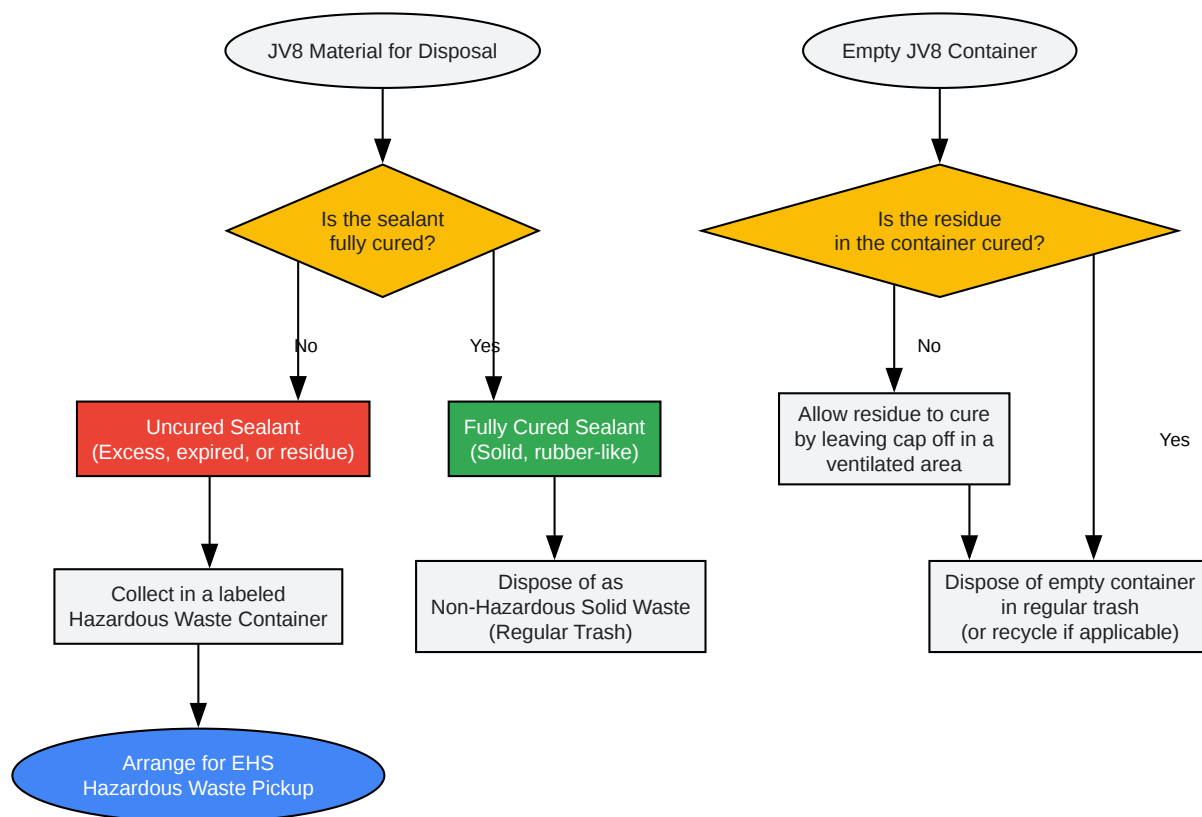 JV8 Material for Disposal
Empty JV8 Container
Is the sealant
fully cured?
Is the residue
in the container cured?
No
Yes
No
Uncured Sealant
(Excess, expired, or residue)
Fully Cured Sealant
(Solid, rubber-like)
Allow residue to cure
by leaving cap off in a
ventilated area
Yes
Collect in a labeled
Hazardous Waste Container
Dispose of as
Non-Hazardous Solid Waste
(Regular Trash)
Dispose of empty container
in regular trash
(or recycle if applicable)
Arrange for EHS
Hazardous Waste Pickup